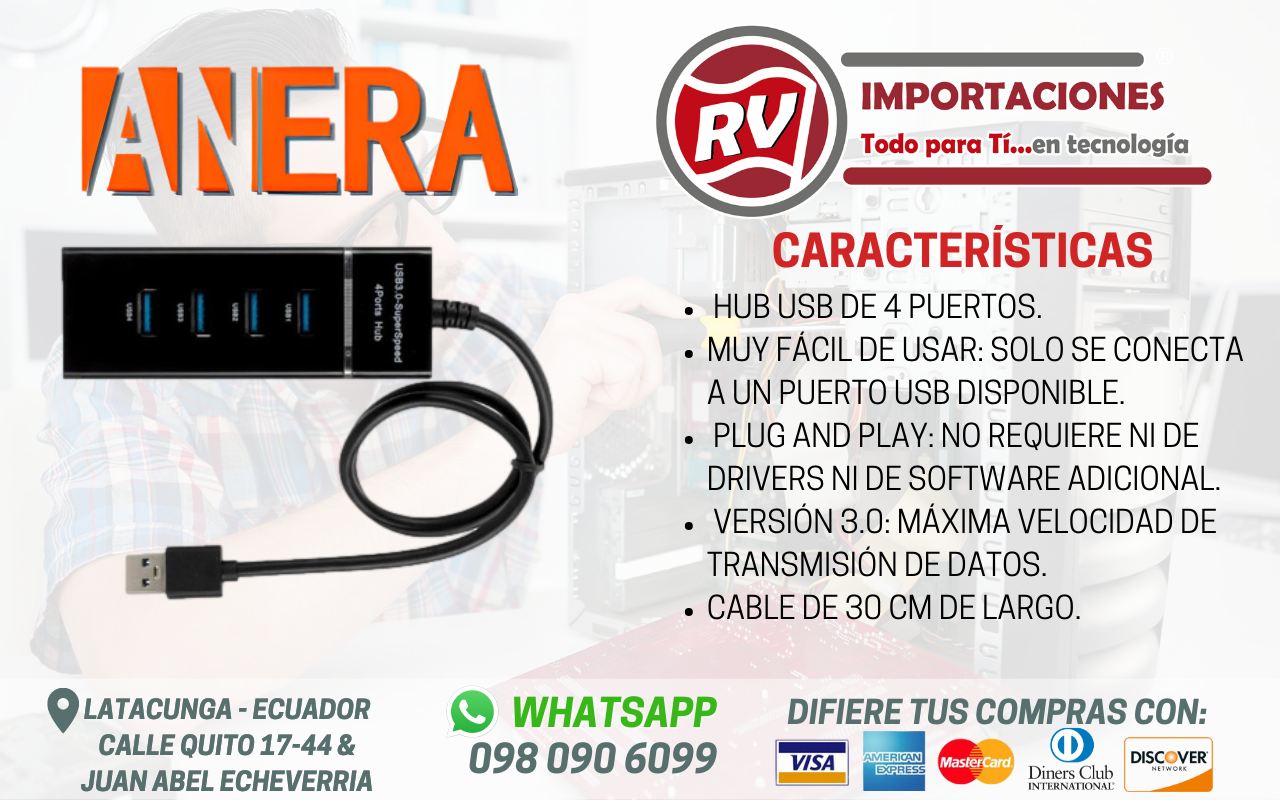 ANERA
RV
IMPORTACIONES
Todo para Tí...en tecnología
USB3.0-SuperSpeed
4Ports Hub
USB4
USB3
USB2
USB1
CARACTERÍSTICAS
• HUB USB DE 4 PUERTOS.
• MUY FÁCIL DE USAR: SOLO SE CONECTA
A UN PUERTO USB DISPONIBLE.
• PLUG AND PLAY: NO REQUIERE NI DE
DRIVERS NI DE SOFTWARE ADICIONAL.
• VERSIÓN 3.0: MÁXIMA VELOCIDAD DE
TRANSMISIÓN DE DATOS.
• CABLE DE 30 CM DE LARGO.
LATACUNGA - ECUADOR
CALLE QUITO 17-44 &
JUAN ABEL ECHEVERRIA
WHATSAPP
098 090 6099
DIFIERE TUS COMPRAS CON:
VISA
AMERICAN
EXPRESS
MasterCard
Diners Club
INTERNATIONAL
DISCOVER
NETWORK